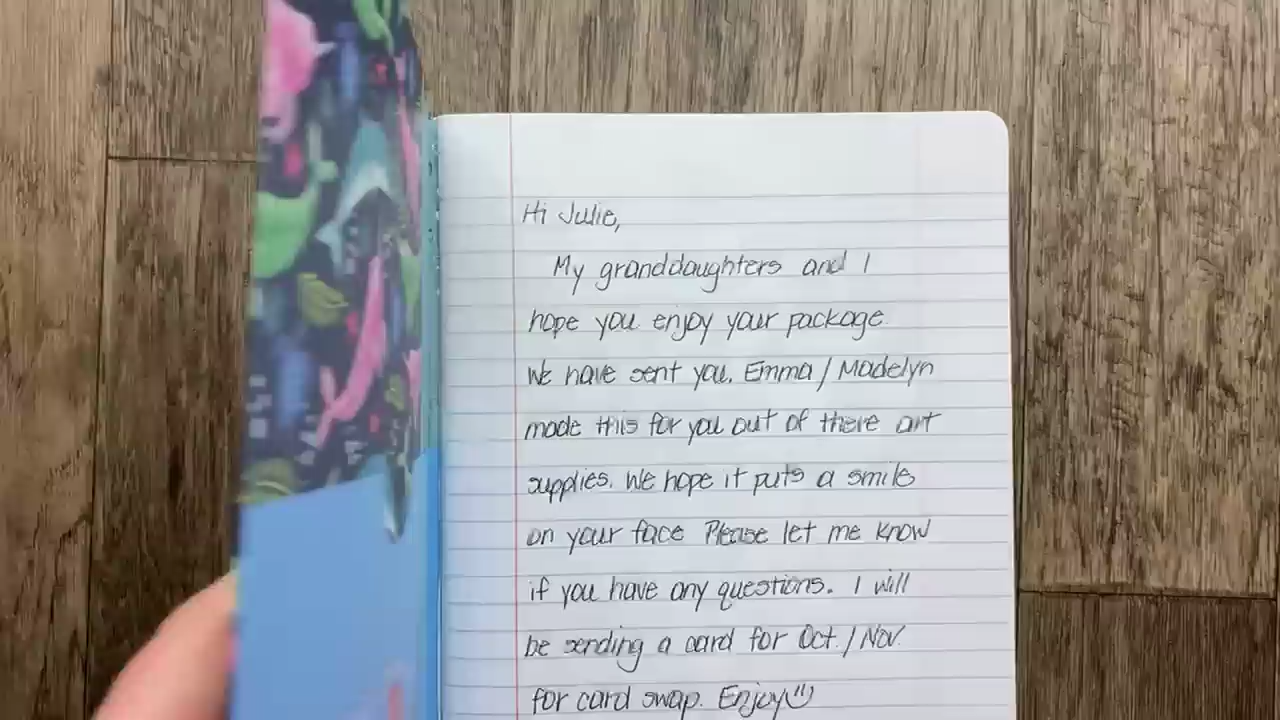 Hi Julie,
My granddaughters and I
hope you enjoy your package.
We have sent you. Emma / Madelyn
made this for you out of there art
supplies. We hope it puts a smile
on your face Please let me know
if you have any questions. I will
be sending a card for Oct. / Nov.
for card swap. Enjoy